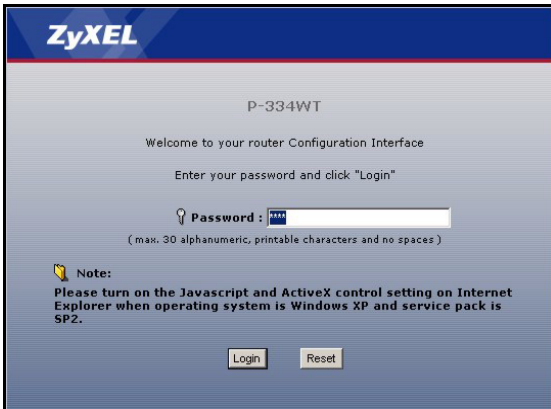 ZyXEL
P-334WT
Welcome to your router Configuration Interface
Enter your password and click "Login"
Password : ****
( max. 30 alphanumeric, printable characters and no spaces )
Note:
Please turn on the Javascript and ActiveX control setting on Internet
Explorer when operating system is Windows XP and service pack is
SP2.
Login Reset